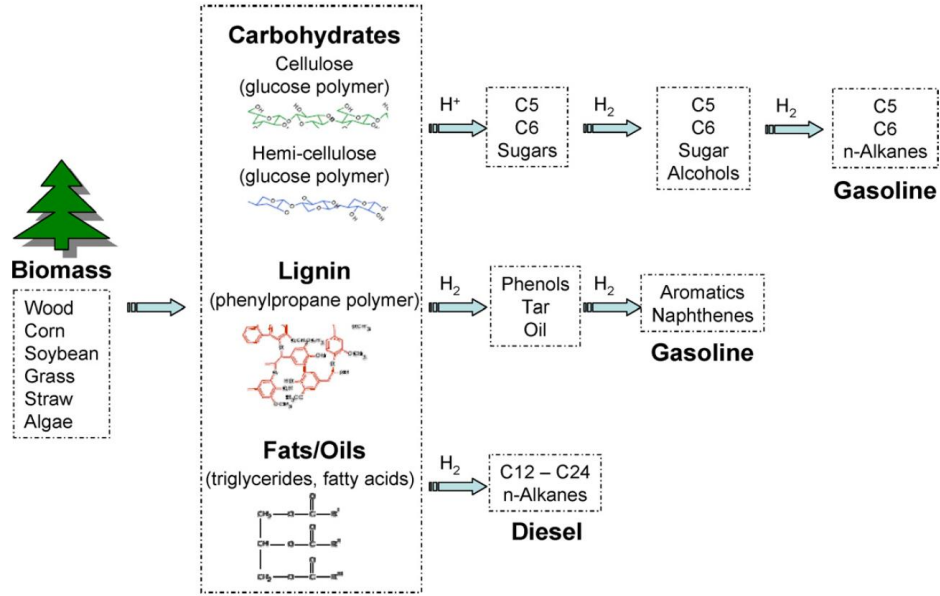 Carbohydrates
Cellulose
(glucose polymer)
Hemi-cellulose
(glucose polymer)
H⁺
C5
C6
Sugars
H₂
C5
C6
Sugar
Alcohols
H₂
C5
C6
n-Alkanes
Gasoline
Biomass
Wood
Corn
Soybean
Grass
Straw
Algae
Lignin
(phenylpropane polymer)
H₂
Phenols
Tar
Oil
H₂
Aromatics
Naphthenes
Gasoline
Fats/Oils
(triglycerides, fatty acids)
H₂
C12 – C24
n-Alkanes
Diesel